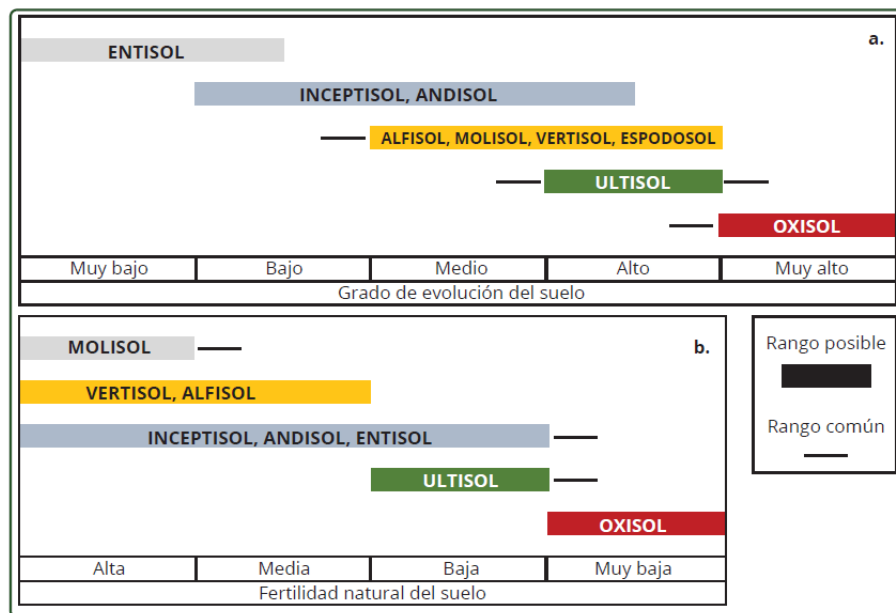 a.
ENTISOL
INCEPTISOL, ANDISOL
ALFISOL, MOLISOL, VERTISOL, ESPODOSOL
ULTISOL
OXISOL
Muy bajo Bajo Medio Alto Muy alto
Grado de evolución del suelo
MOLISOL
b.
VERTISOL, ALFISOL
INCEPTISOL, ANDISOL, ENTISOL
ULTISOL
OXISOL
Alta Media Baja Muy baja
Fertilidad natural del suelo
Rango posible
Rango común